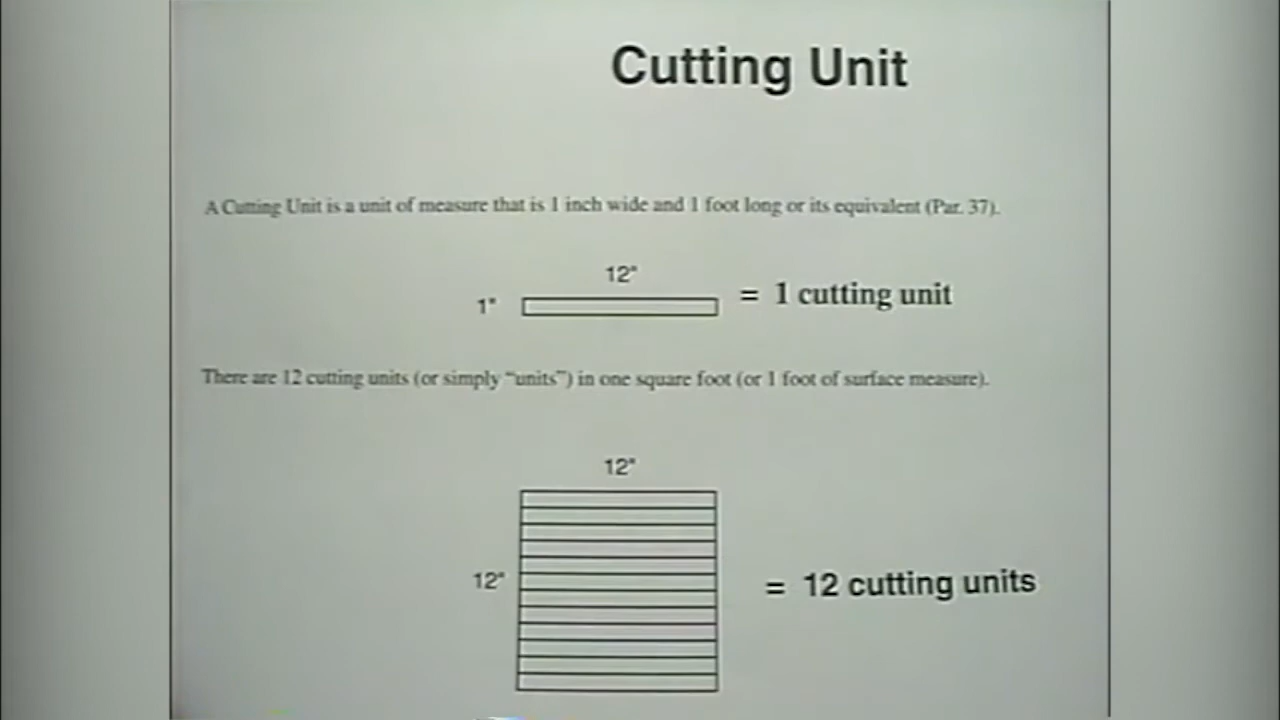 Cutting Unit
A Cutting Unit is a unit of measure that is 1 inch wide and 1 foot long or its equivalent (Par. 37).
12"
1"
= 1 cutting unit
There are 12 cutting units (or simply “units”) in one square foot (or 1 foot of surface measure).
12"
12"
= 12 cutting units